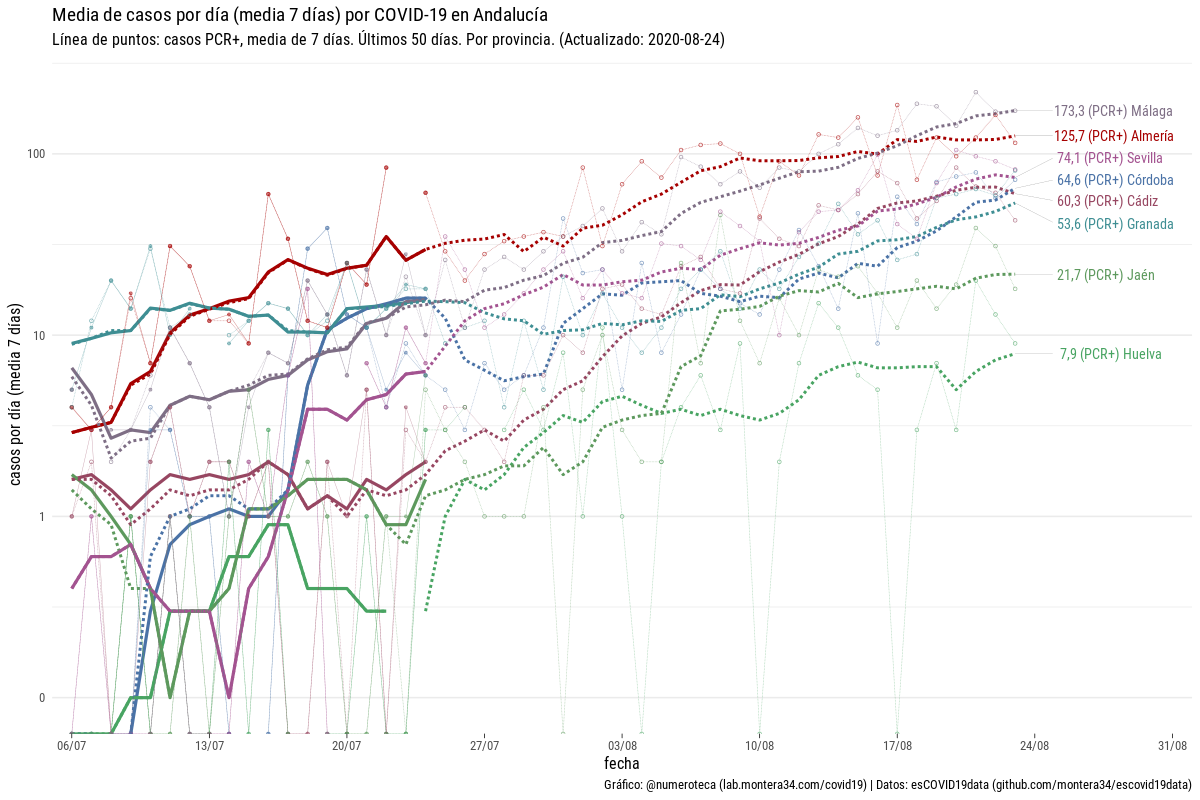 Media de casos por día (media 7 días) por COVID-19 en Andalucía
Línea de puntos: casos PCR+, media de 7 días. Últimos 50 días. Por provincia. (Actualizado: 2020-08-24)
casos por día (media 7 días)
100
10
1
0
173,3 (PCR+) Málaga
125,7 (PCR+) Almería
74,1 (PCR+) Sevilla
64,6 (PCR+) Córdoba
60,3 (PCR+) Cádiz
53,6 (PCR+) Granada
21,7 (PCR+) Jaén
7,9 (PCR+) Huelva
06/07 13/07 20/07 27/07 03/08 10/08 17/08 24/08 31/08
fecha
Gráfico: @numeroteca (lab.montera34.com/covid19) | Datos: esCOVID19data (github.com/montera34/escovid19data)